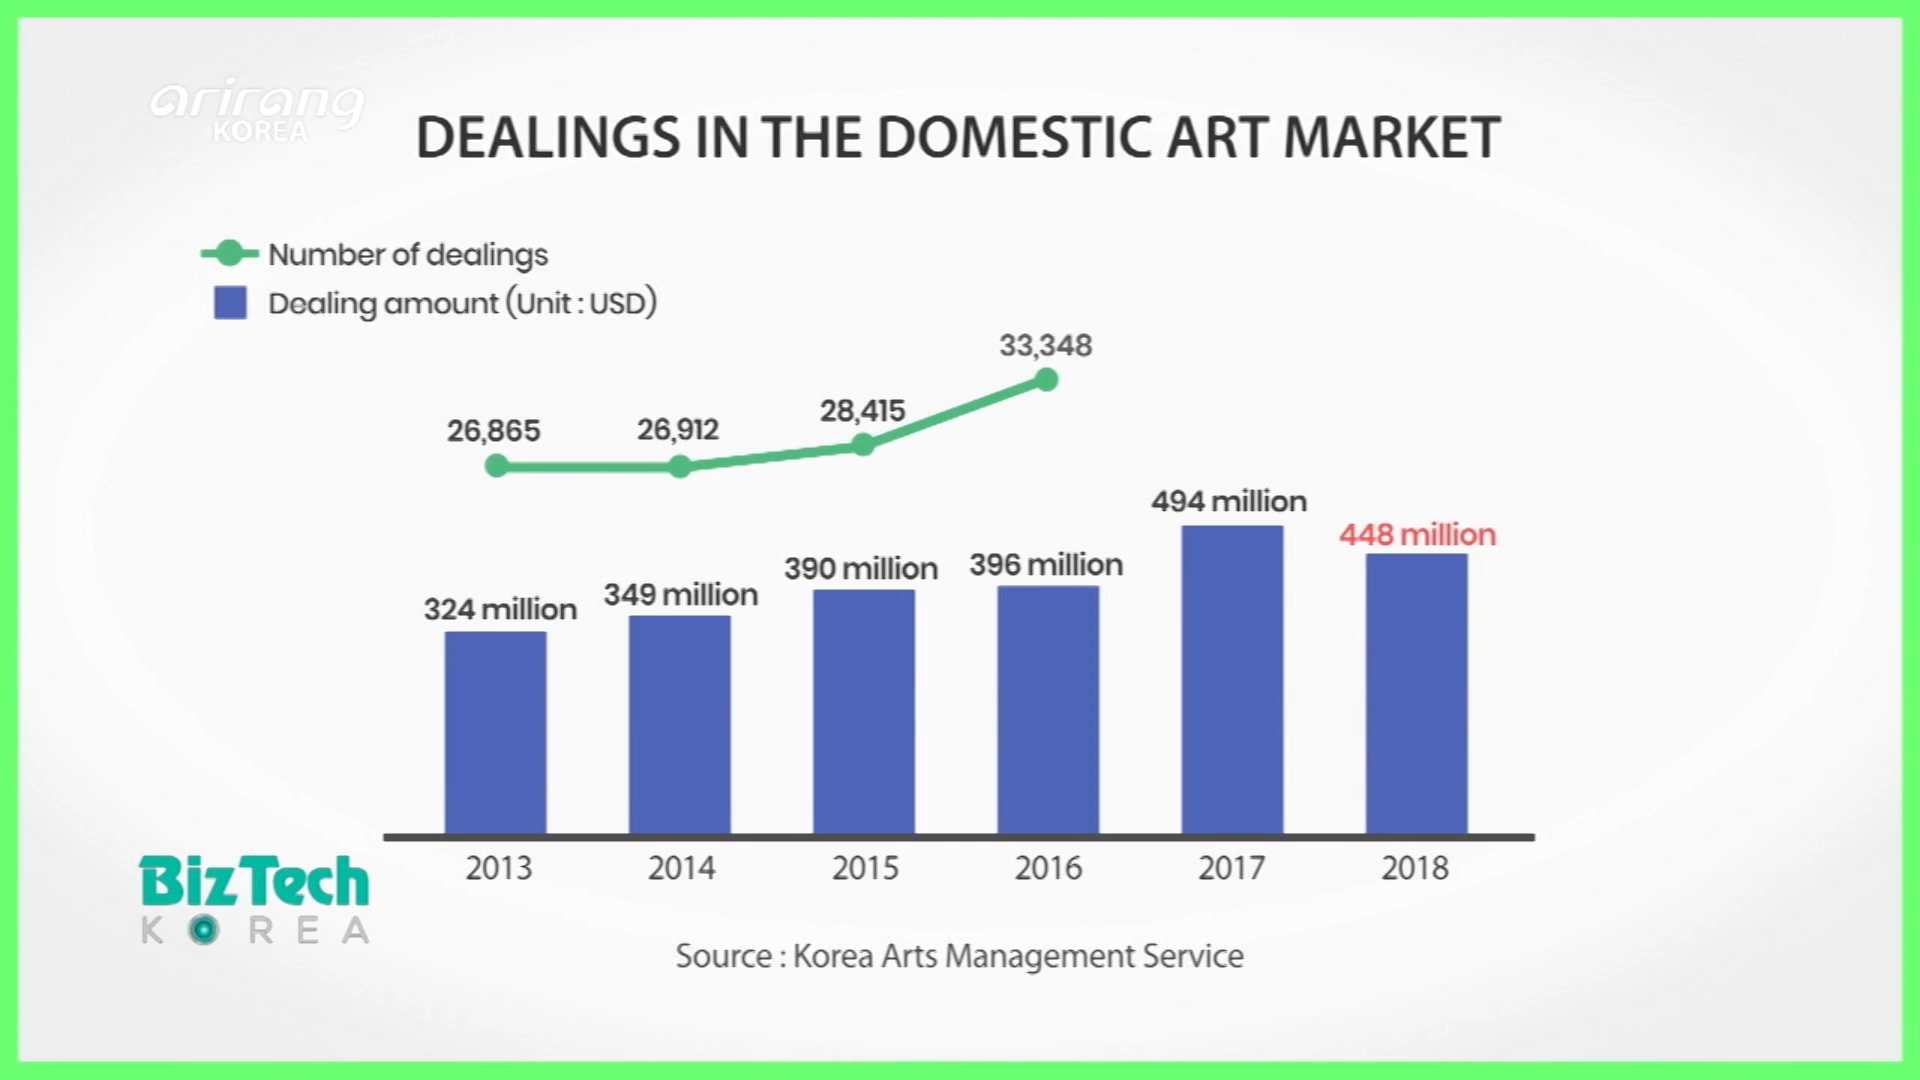 arirang
KOREA
DEALINGS IN THE DOMESTIC ART MARKET
Number of dealings
Dealing amount (Unit : USD)
26,865
26,912
28,415
33,348
324 million
349 million
390 million
396 million
494 million
448 million
2013
2014
2015
2016
2017
2018
BizTech
KOREA
Source : Korea Arts Management Service